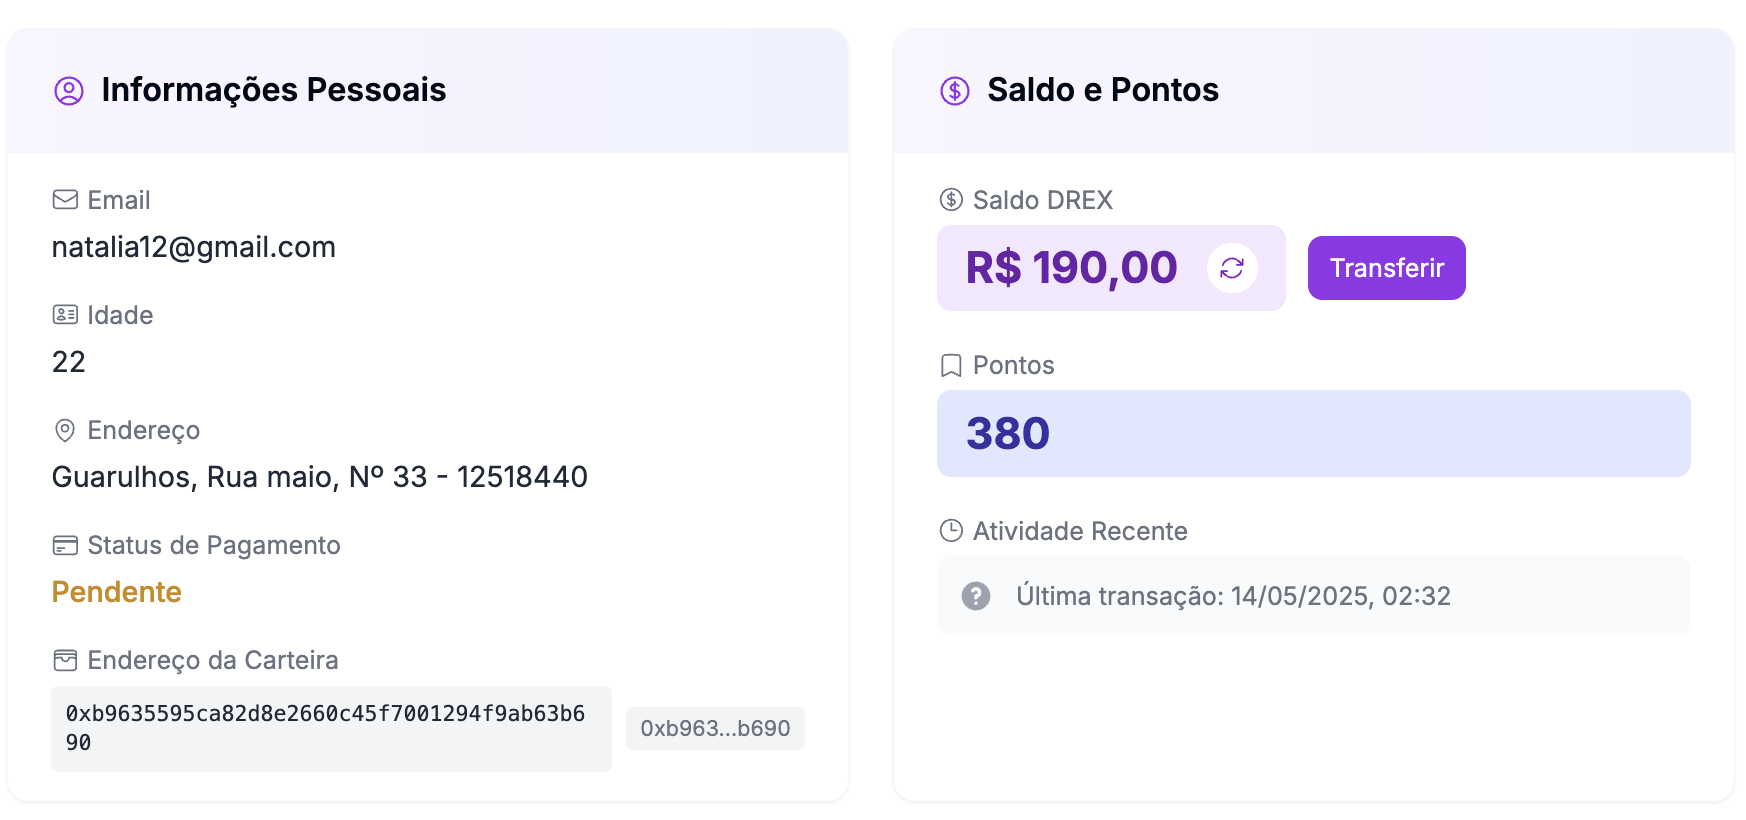 Informações Pessoais
Email
natalia12@gmail.com
Idade
22
Endereço
Guarulhos, Rua maio, Nº 33 - 12518440
Status de Pagamento
Pendente
Endereço da Carteira
0xb9635595ca82d8e2660c45f7001294f9ab63b6
90
0xb963...b690
Saldo e Pontos
Saldo DREX
R$ 190,00
Transferir
Pontos
380
Atividade Recente
Última transação: 14/05/2025, 02:32